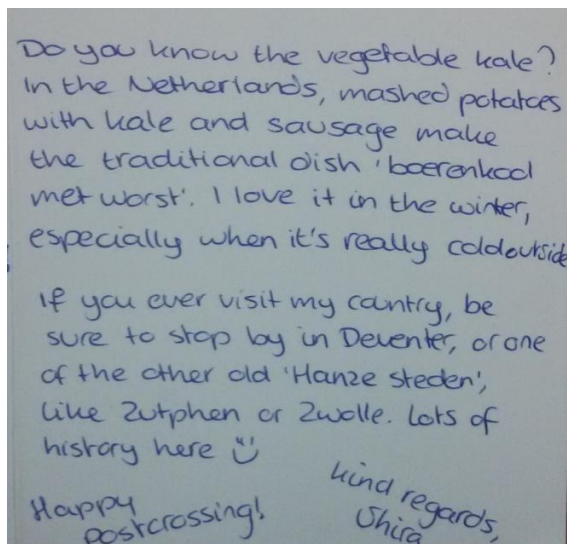 Do you know the vegetable kale?
In the Netherlands, mashed potatoes
with kale and sausage make
the traditional dish 'boerenkool
met worst'. I love it in the winter,
especially when it's really cold outside
If you ever visit my country, be
sure to stop by in Deventer, or one
of the other old 'Hanze steden',
like Zutphen or Zwolle. Lots of
history here
Happy
postcrossing!
kind regards,
Shira